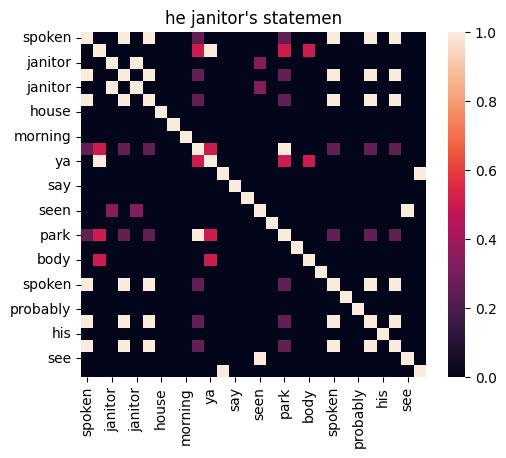 he janitor's statemen
spoken
janitor
janitor
house
morning
ya
say
seen
park
body
spoken
probably
his
see
1.0
0.8
0.6
0.4
0.2
0.0
spoken
janitor
janitor
house
morning
ya
say
seen
park
body
spoken
probably
his
see